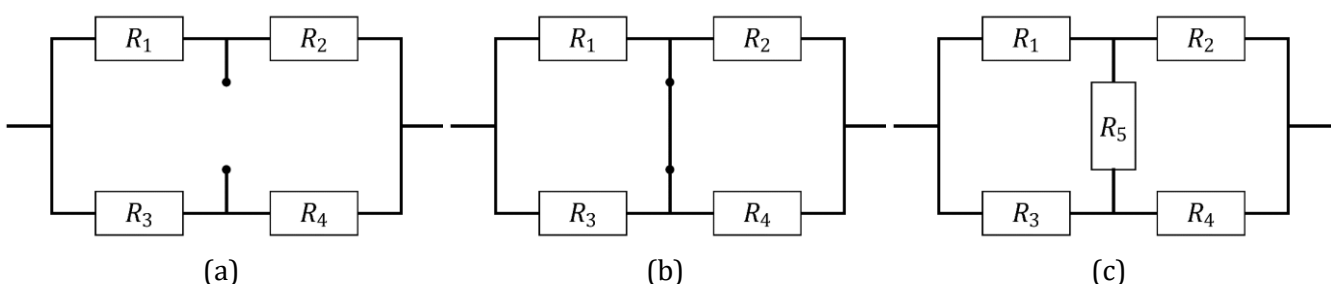 R₁ R₂ R₁ R₂ R₁ R₂
R₅
R₃ R₄ R₃ R₄ R₃ R₄
(a) (b) (c)